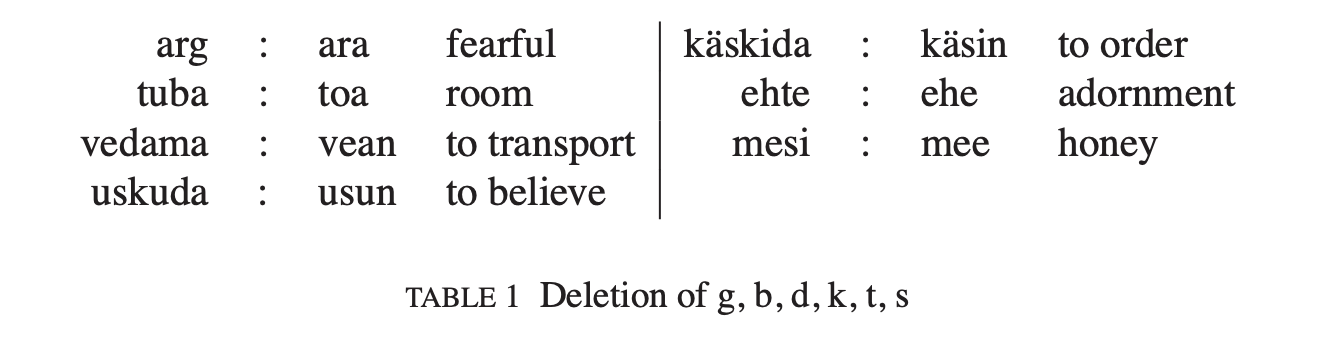 arg : ara fearful | käskida : käsin to order
tuba : toa room | ehte : ehe adornment
vedama : vean to transport | mesi : mee honey
uskuda : usun to believe |
TABLE 1 Deletion of g, b, d, k, t, s